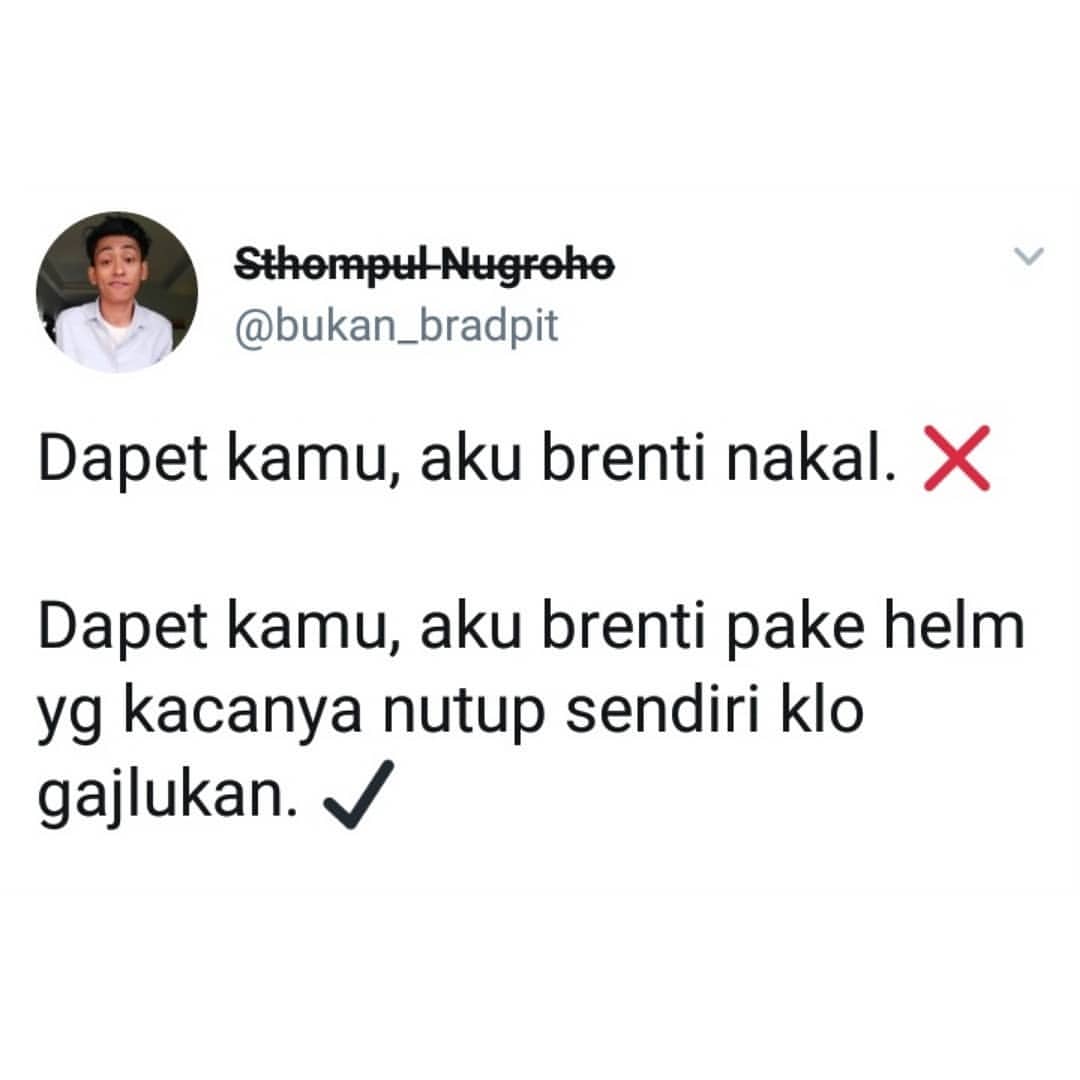 Sthompul Nugroho
@bukan_bradpit
Dapet kamu, aku brenti nakal. ❌
Dapet kamu, aku brenti pake helm
yg kacanya nutup sendiri klo
gajlukan. ✔